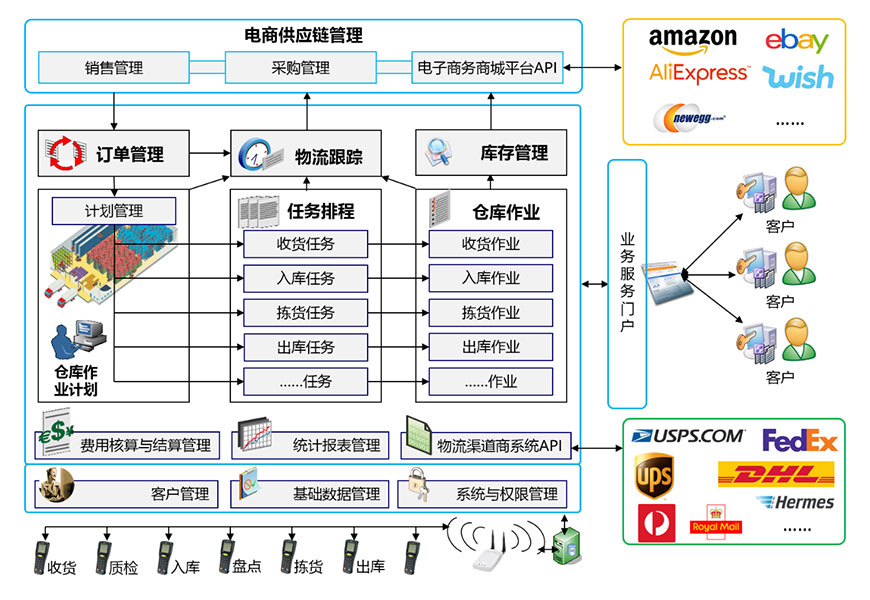 电商供应链管理
销售管理
采购管理
电子商务商城平台API
amazon
ebay
AliExpress™
wish
newegg.com
......
订单管理
物流跟踪
库存管理
计划管理
仓库作
业计划
任务排程
收货任务
入库任务
拣货任务
出库任务
......任务
仓库作业
收货作业
入库作业
拣货作业
出库作业
......作业
业务服务门户
客户
客户
客户
费用核算与结算管理
统计报表管理
物流渠道商系统API
客户管理
基础数据管理
系统与权限管理
USPS.COM
FedEx
ups
DHL
Hermes
Royal Mail
......
收货
质检
入库
盘点
拣货
出库